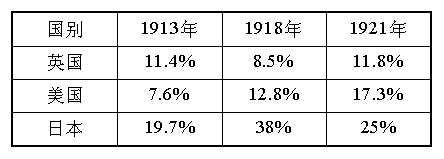 国别 1913年 1918年 1921年
英国 11.4% 8.5% 11.8%
美国 7.6% 12.8% 17.3%
日本 19.7% 38% 25%